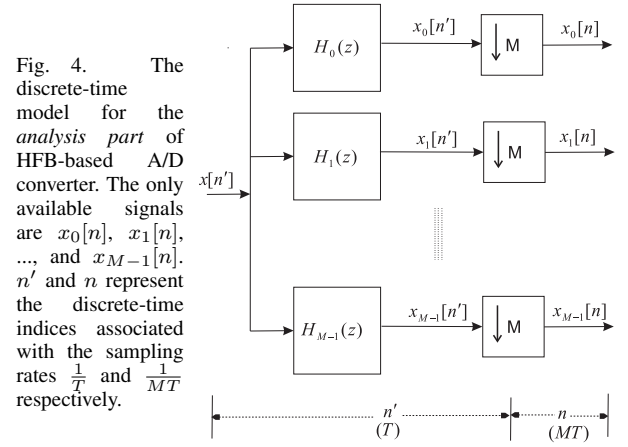 Fig. 4. The
discrete-time
model for the
analysis part of
HFB-based A/D
converter. The only
available signals
are x_0[n], x_1[n],
..., and x_{M−1}[n].
n′ and n represent
the discrete-time
indices associated
with the sampling
rates 1/T and 1/MT
respectively.
x[n′]
H_0(z) x_0[n′] ↓ M x_0[n]
H_1(z) x_1[n′] ↓ M x_1[n]
H_{M−1}(z) x_{M−1}[n′] ↓ M x_{M−1}[n]
n′ n
(T) (MT)